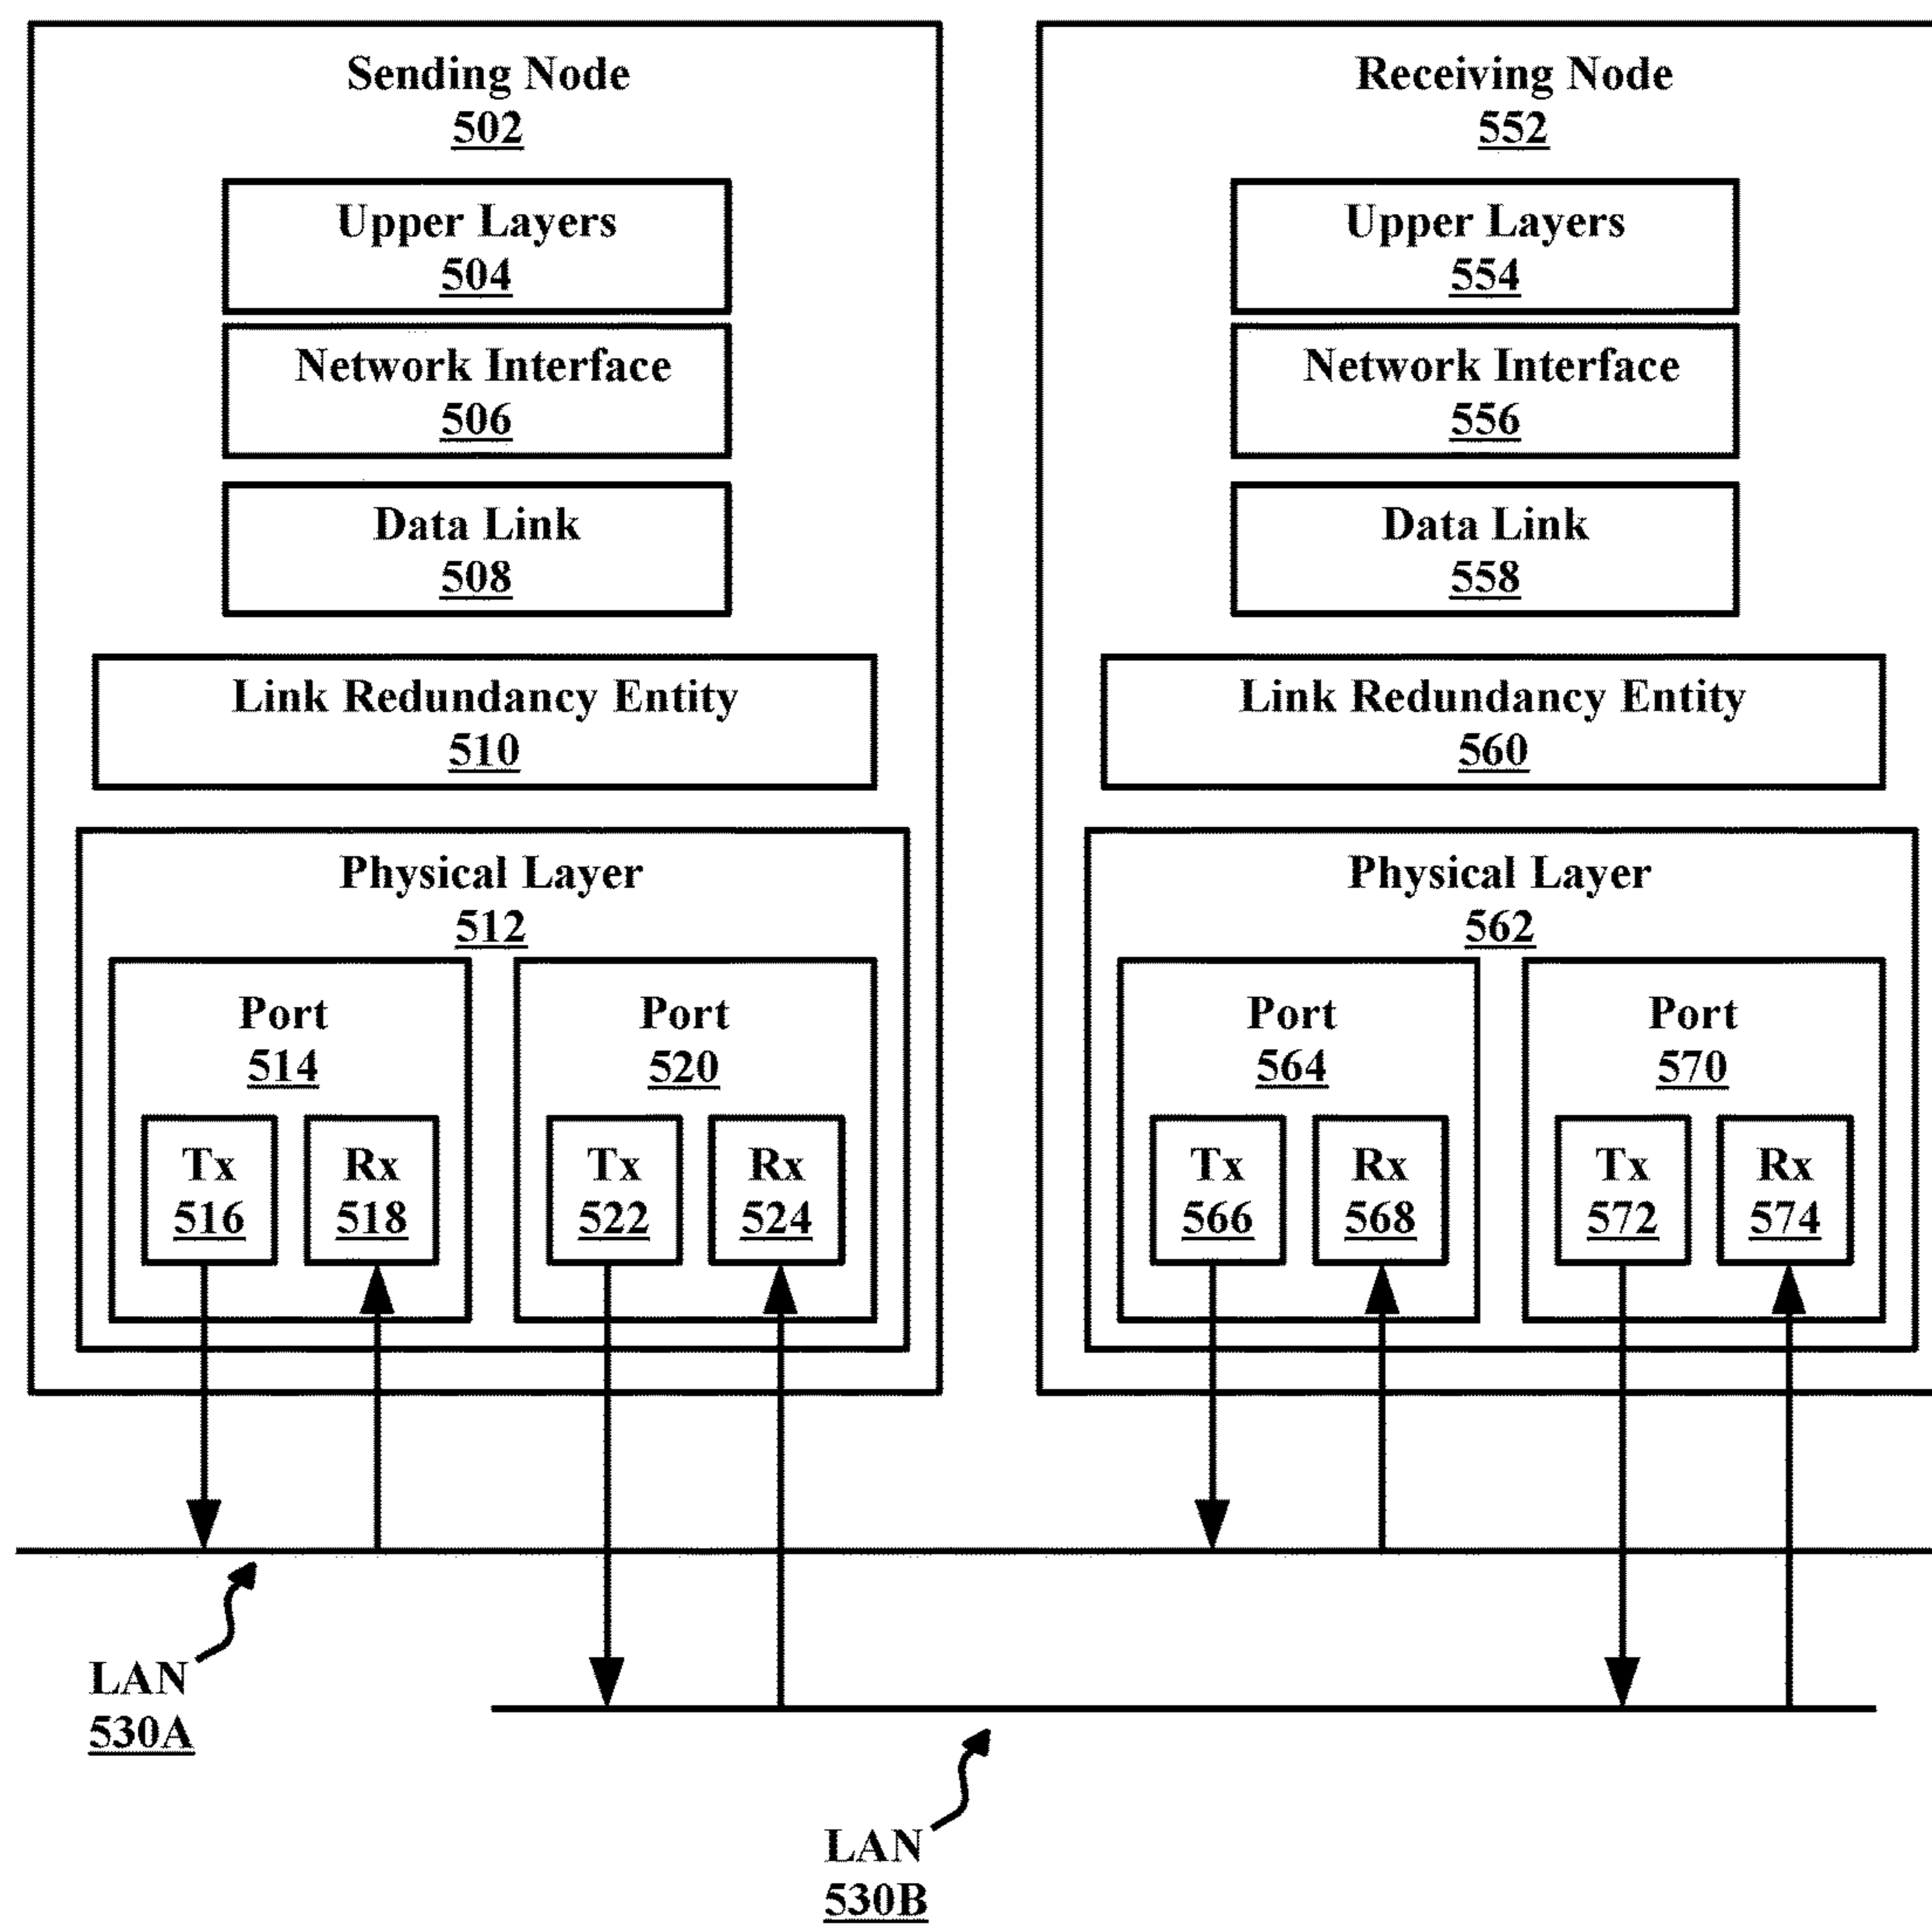 Sending Node
502
Upper Layers
504
Network Interface
506
Data Link
508
Link Redundancy Entity
510
Physical Layer
512
Port
514
Tx
516
Rx
518
Port
520
Tx
522
Rx
524
Receiving Node
552
Upper Layers
554
Network Interface
556
Data Link
558
Link Redundancy Entity
560
Physical Layer
562
Port
564
Tx
566
Rx
568
Port
570
Tx
572
Rx
574
LAN
530A
LAN
530B